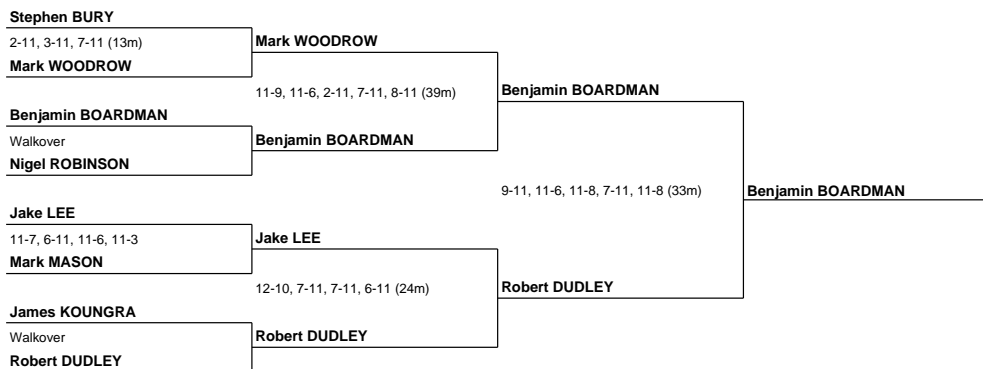 Stephen BURY
2-11, 3-11, 7-11 (13m)
Mark WOODROW
Mark WOODROW
11-9, 11-6, 2-11, 7-11, 8-11 (39m)
Benjamin BOARDMAN
Benjamin BOARDMAN
Walkover
Benjamin BOARDMAN
Nigel ROBINSON
9-11, 11-6, 11-8, 7-11, 11-8 (33m)
Benjamin BOARDMAN
Jake LEE
11-7, 6-11, 11-6, 11-3
Jake LEE
Mark MASON
12-10, 7-11, 7-11, 6-11 (24m)
Robert DUDLEY
James KOUNGRA
Walkover
Robert DUDLEY
Robert DUDLEY